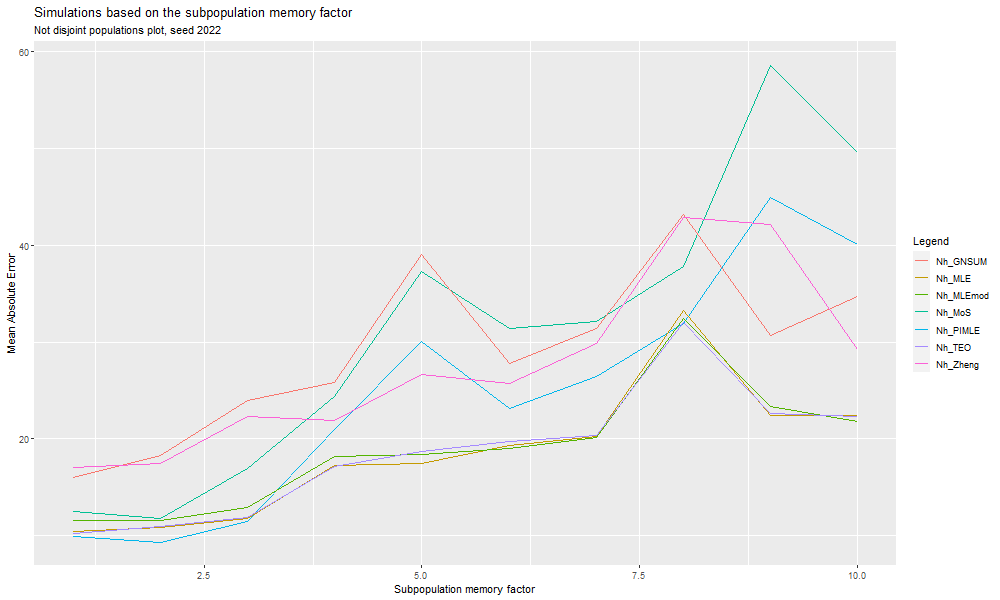 Simulations based on the subpopulation memory factor
Not disjoint populations plot, seed 2022
60
40
20
Mean Absolute Error
2.5
5.0
7.5
10.0
Subpopulation memory factor
Legend
Nh_GNSUM
Nh_MLE
Nh_MLEmod
Nh_MoS
Nh_PIMLE
Nh_TEO
Nh_Zheng